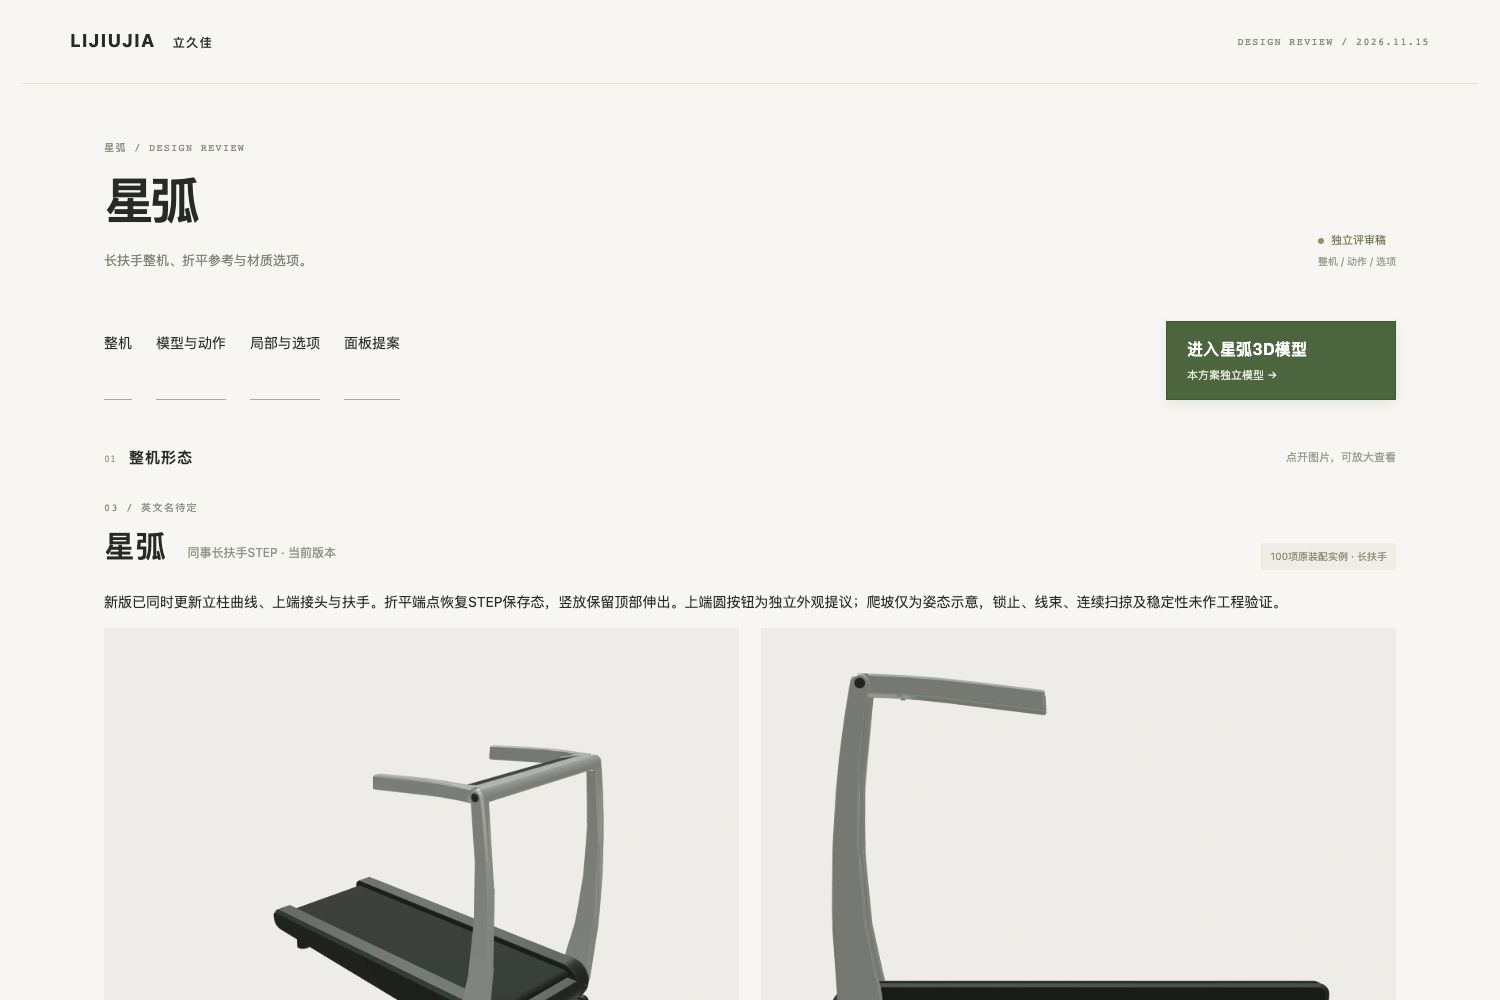 LIJIUJIA 立久佳
DESIGN REVIEW / 2026.11.15
星弧 / DESIGN REVIEW
星弧
长扶手整机、折平参考与材质选项。
独立评审稿
整机 / 动作 / 选项
整机 模型与动作 局部与选项 面板提案
进入星弧3D模型
本方案独立模型 →
01 整机形态
点开图片，可放大查看
03 / 英文名待定
星弧 同事长扶手STEP · 当前版本
100项原装配实例 · 长扶手
新版已同时更新立柱曲线、上端接头与扶手。折平端点恢复STEP保存态，竖放保留顶部伸出。上端圆按钮为独立外观提议；爬坡仅为姿态示意，锁止、线束、连续扫掠及稳定性未作工程验证。